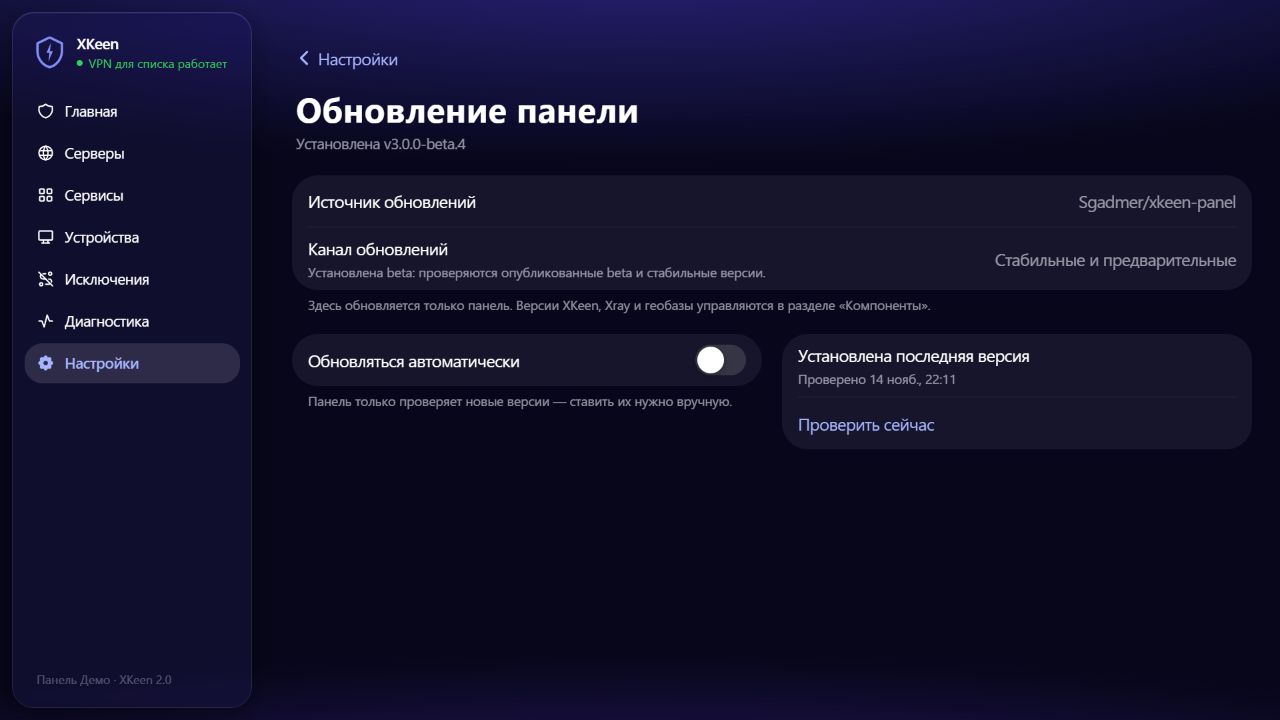 XKeen
VPN для списка работает
Главная
Серверы
Сервисы
Устройства
Исключения
Диагностика
Настройки
Панель Демо · XKeen 2.0
Настройки
Обновление панели
Установлена v3.0.0-beta.4
Источник обновлений
Sgadmer/xkeen-panel
Канал обновлений
Установлена beta: проверяются опубликованные beta и стабильные версии.
Стабильные и предварительные
Здесь обновляется только панель. Версии XKeen, Xray и геобазы управляются в разделе «Компоненты».
Обновляться автоматически
Панель только проверяет новые версии — ставить их нужно вручную.
Установлена последняя версия
Проверено 14 нояб., 22:11
Проверить сейчас